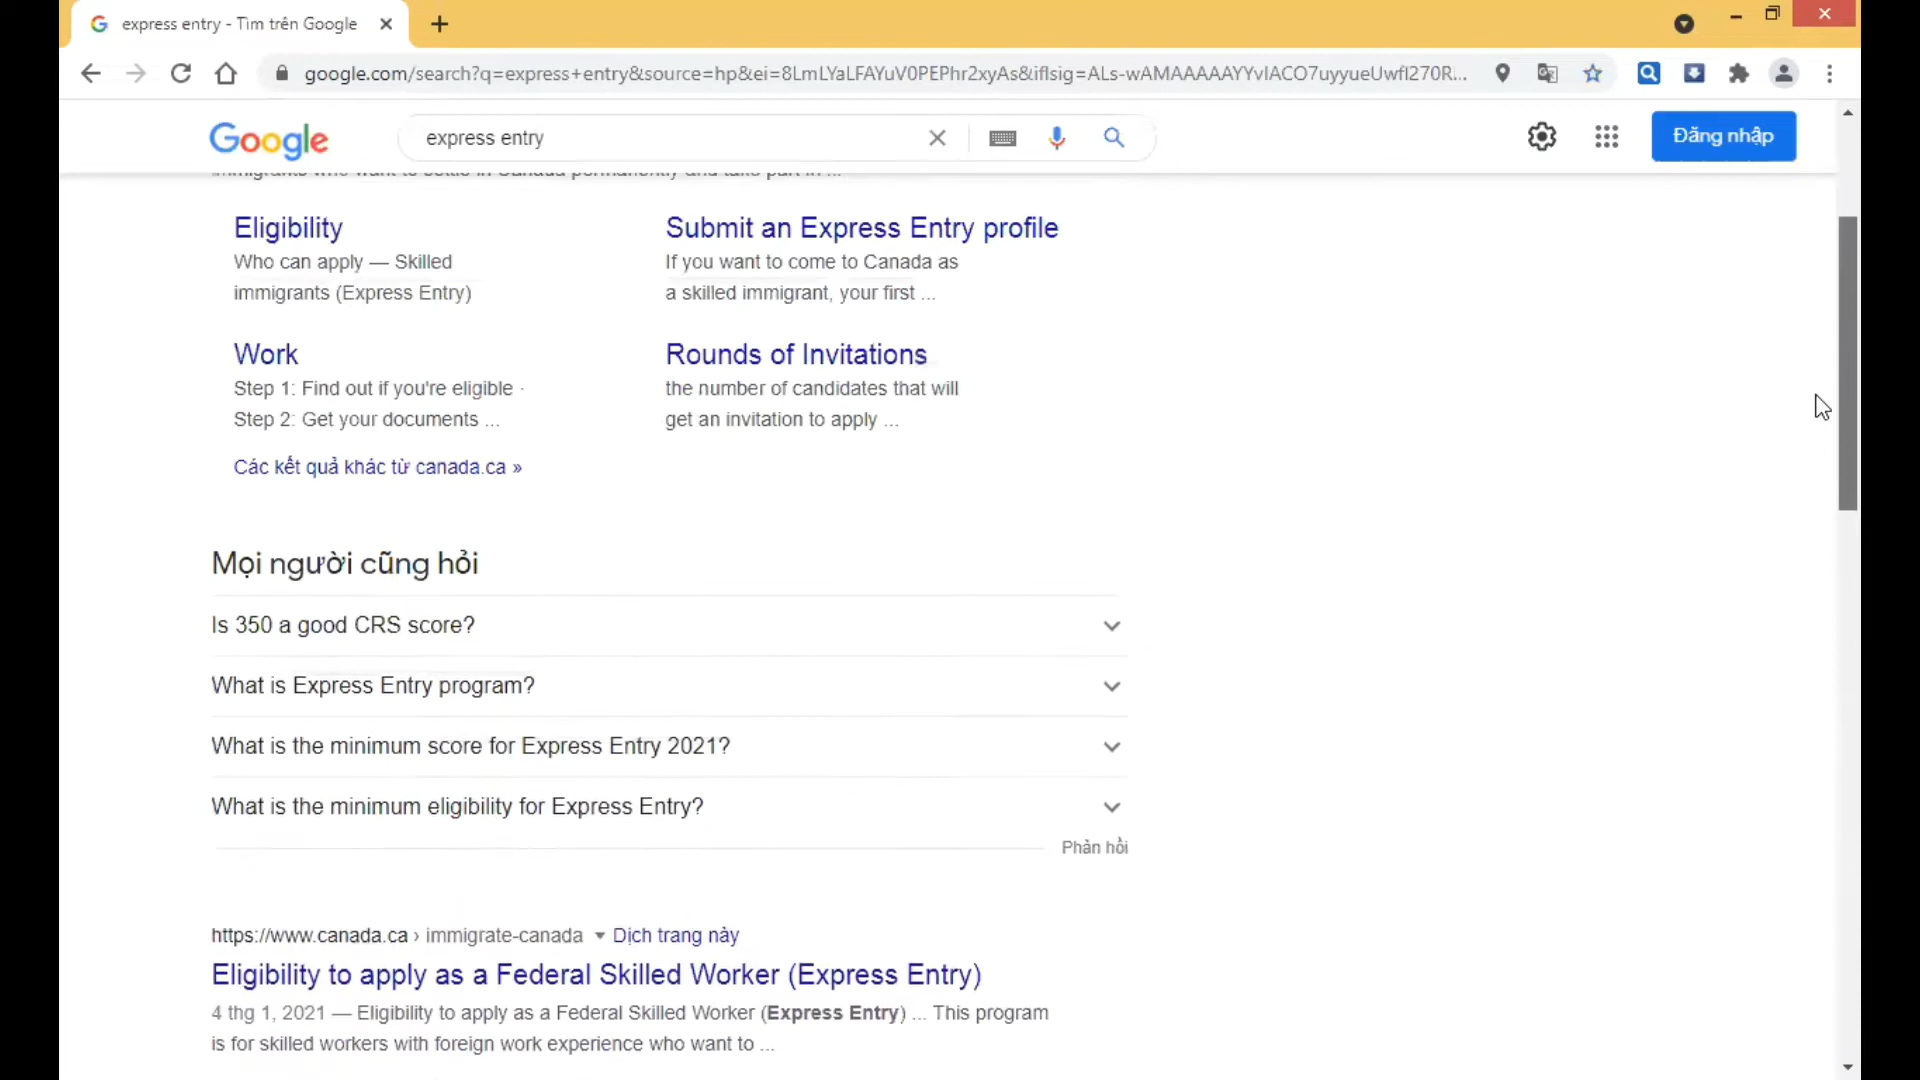 express entry - Tìm trên Google
google.com/search?q=express+entry&source=hp&ei=8LmLYaLFAYuV0PEPhr2xyAs&iflsig=ALs-wAMAAAAAYYvIACO7uyyueUwfl270R...
Google
express entry
Đăng nhập
immigrants who want to settle in Canada permanently and take part in ...
Eligibility
Who can apply — Skilled
immigrants (Express Entry)
Submit an Express Entry profile
If you want to come to Canada as
a skilled immigrant, your first ...
Work
Step 1: Find out if you're eligible ·
Step 2: Get your documents ...
Rounds of Invitations
the number of candidates that will
get an invitation to apply ...
Các kết quả khác từ canada.ca »
Mọi người cũng hỏi
Is 350 a good CRS score?
What is Express Entry program?
What is the minimum score for Express Entry 2021?
What is the minimum eligibility for Express Entry?
Phản hồi
https://www.canada.ca › immigrate-canada
Dịch trang này
Eligibility to apply as a Federal Skilled Worker (Express Entry)
4 thg 1, 2021 — Eligibility to apply as a Federal Skilled Worker (Express Entry) ... This program
is for skilled workers with foreign work experience who want to ...